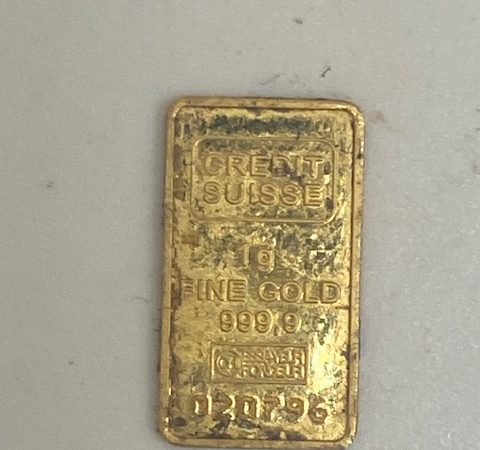 CREDIT
SUISSE
1g
FINE GOLD
999,9
ESSAYEUR
FONDEUR
020796